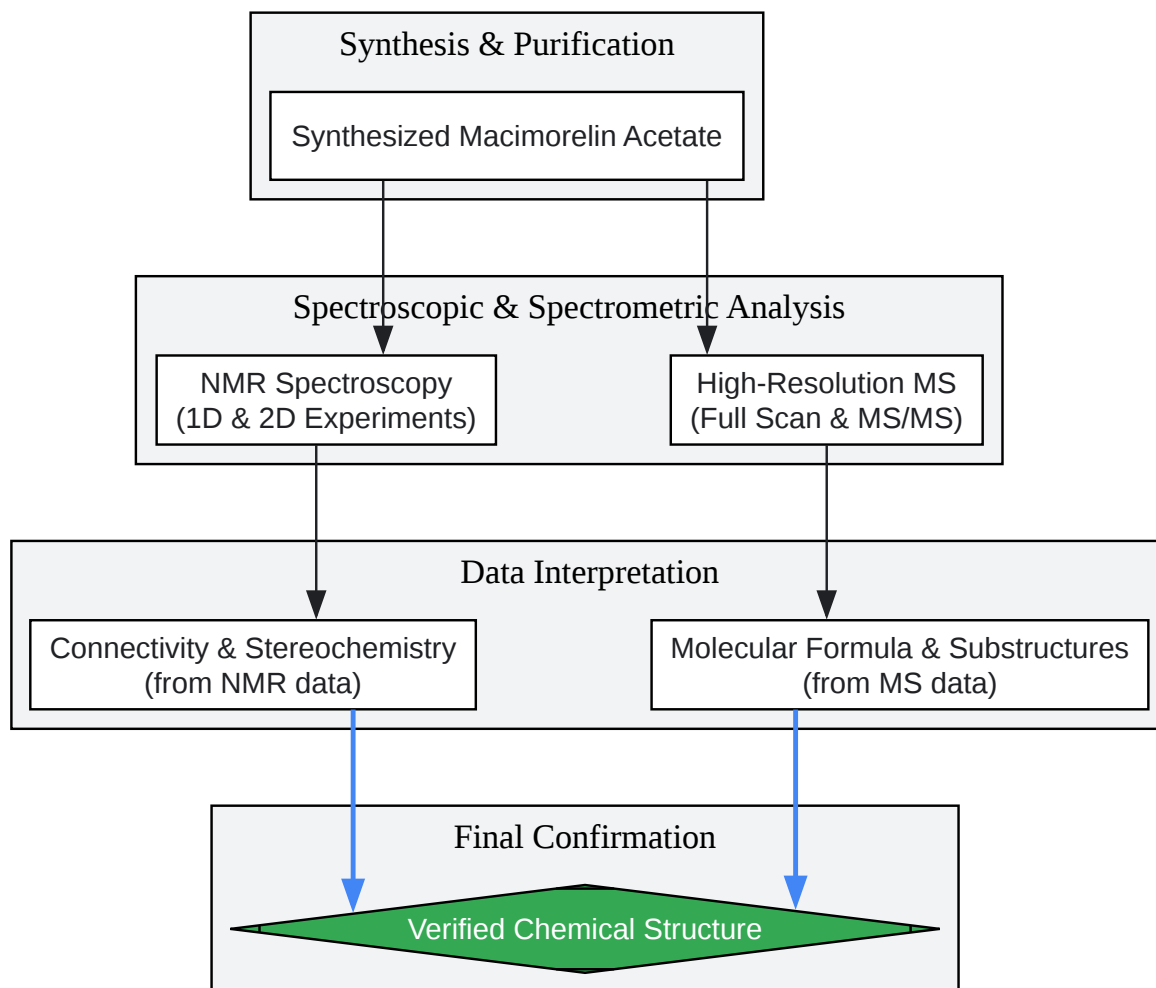 Synthesis & Purification
Synthesized Macimorelin Acetate
Spectroscopic & Spectrometric Analysis
NMR Spectroscopy
(1D & 2D Experiments)
High-Resolution MS
(Full Scan & MS/MS)
Data Interpretation
Connectivity & Stereochemistry
(from NMR data)
Molecular Formula & Substructures
(from MS data)
Final Confirmation
Verified Chemical Structure